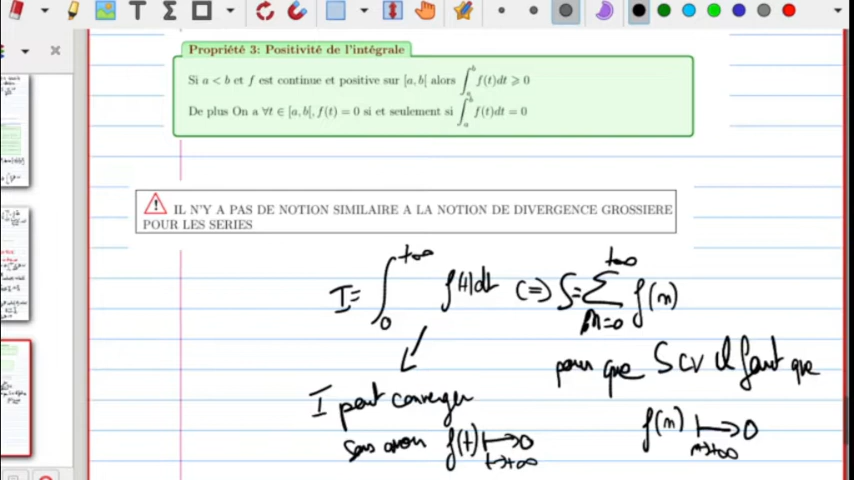 Propriété 3: Positivité de l'intégrale
Si a < b et f est continue et positive sur [a, b[ alors ∫_a^b f(t)dt ⩾ 0
De plus On a ∀t ∈ [a, b[, f(t) = 0 si et seulement si ∫_a^b f(t)dt = 0
IL N'Y A PAS DE NOTION SIMILAIRE A LA NOTION DE DIVERGENCE GROSSIERE
POUR LES SERIES
I = ∫_0^{+∞} f(t)dt <=> S = ∑_{n=0}^{+∞} f(n)
pour que S CV il faut que
I peut converger
f(n) ↦ 0
n→+∞
sans avoir f(t) ↦ 0
t→+∞